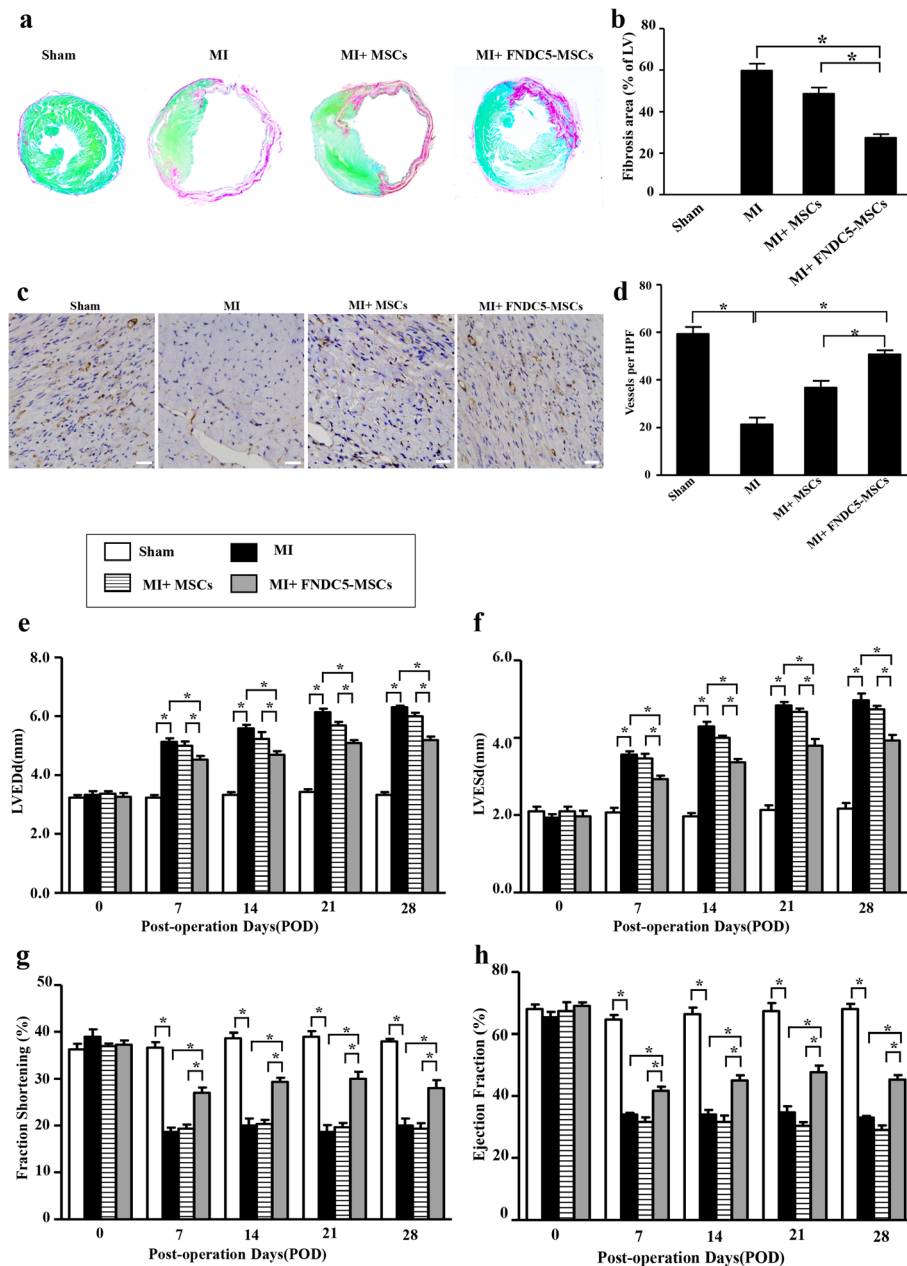 a
Sham
MI
MI+ MSCs
MI+ FNDC5-MSCs
b
Fibrosis area (% of LV)
80
60
40
20
0
*
*
Sham
MI
MI+ MSCs
MI+ FNDC5-MSCs
c
Sham
MI
MI+ MSCs
MI+ FNDC5-MSCs
d
Vessels per HPF
80
60
40
20
0
*
*
*
Sham
MI
MI+ MSCs
MI+ FNDC5-MSCs
Sham
MI
MI+ MSCs
MI+ FNDC5-MSCs
e
LVEDd(mm)
8.0
6.0
4.0
2.0
0.0
* * * *
* * * * * * * *
0 7 14 21 28
Post-operation Days(POD)
f
LVESd(mm)
6.0
4.0
2.0
0.0
* * * *
* * * * * * * *
0 7 14 21 28
Post-operation Days(POD)
g
Fraction Shortening (%)
50
40
30
20
10
0
* * * *
* * * *
* * * *
0 7 14 21 28
Post-operation Days(POD)
h
Ejection Fraction (%)
80
60
40
20
0
* * * *
* * * *
* * * *
0 7 14 21 28
Post-operation Days(POD)